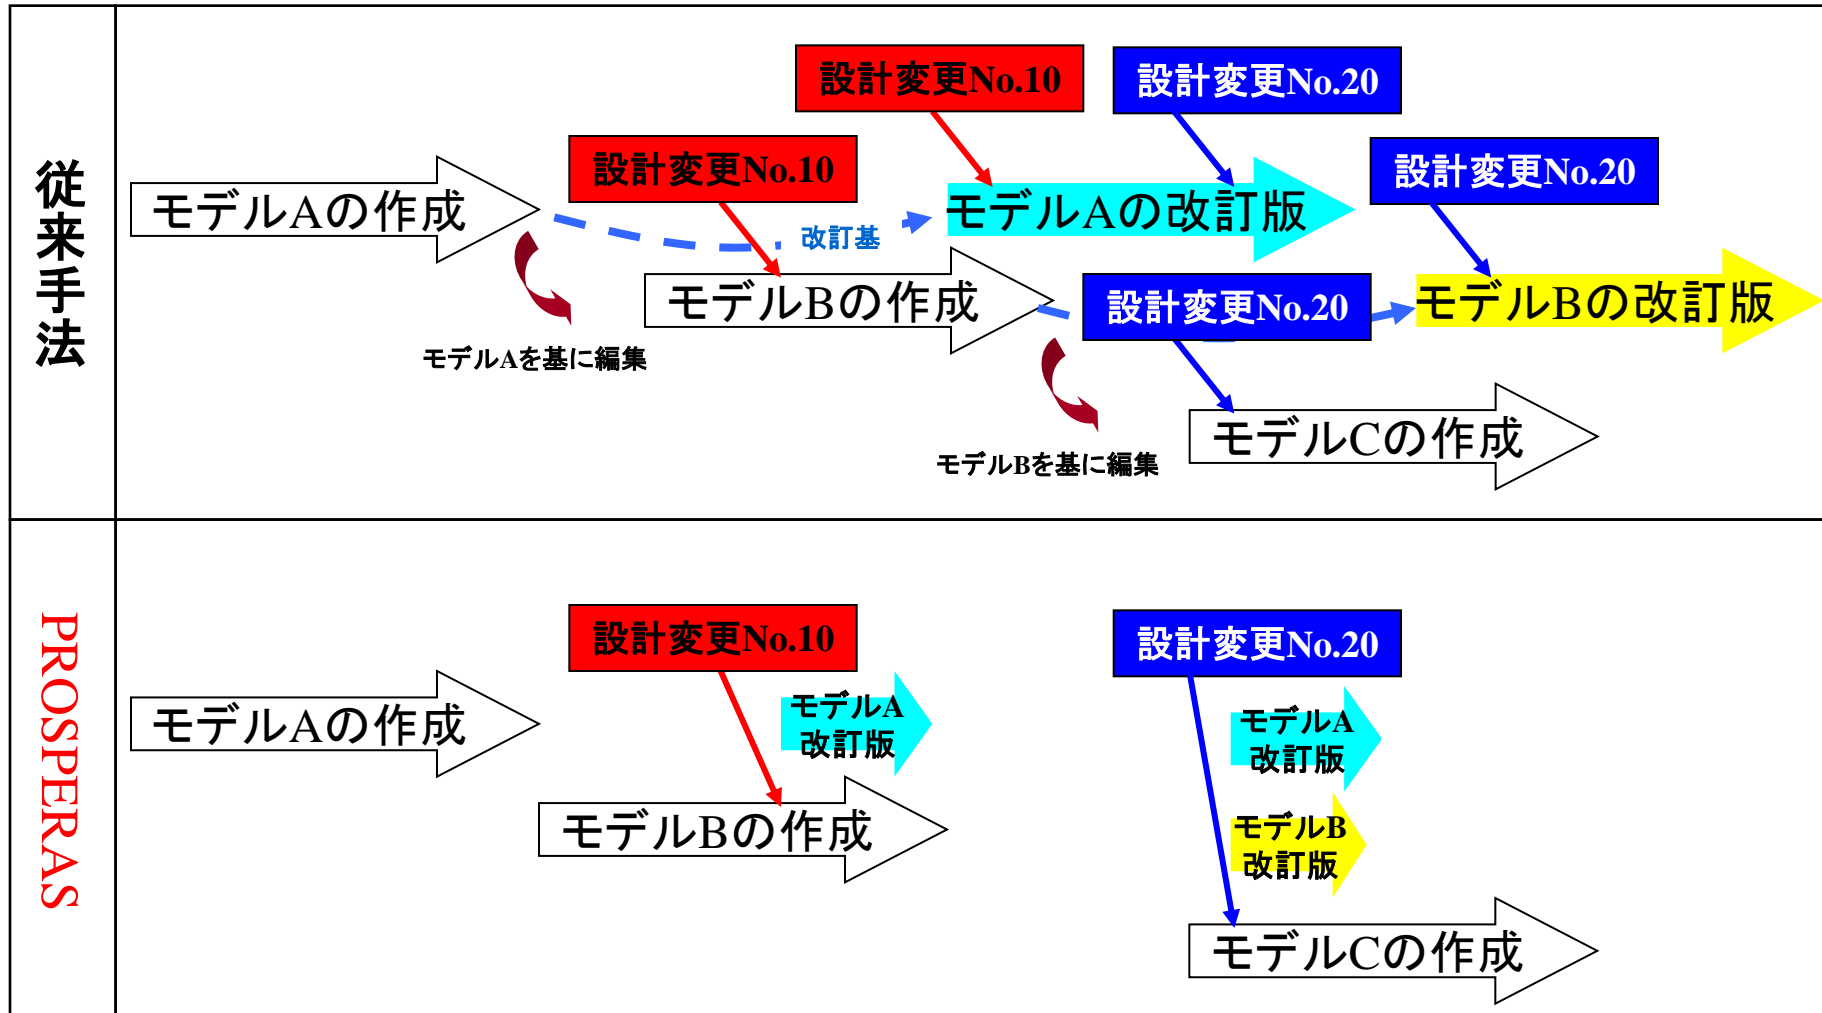 従来手法
設計変更No.10
設計変更No.20
設計変更No.10
設計変更No.20
モデルAの作成
改訂基
モデルAの改訂版
モデルBの作成
設計変更No.20
モデルBの改訂版
モデルAを基に編集
モデルCの作成
モデルBを基に編集
PROSPERAS
設計変更No.10
設計変更No.20
モデルAの作成
モデルA
改訂版
モデルA
改訂版
モデルBの作成
モデルB
改訂版
モデルCの作成